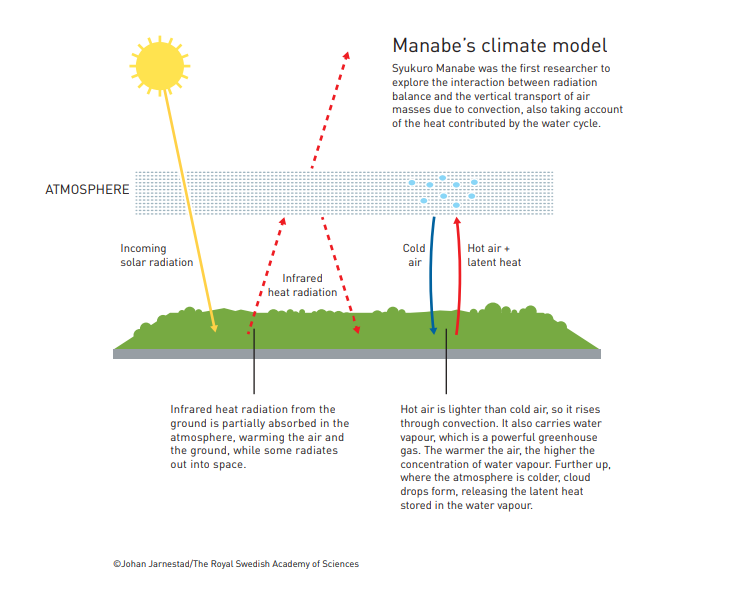 Manabe's climate model
Syukuro Manabe was the first researcher to
explore the interaction between radiation
balance and the vertical transport of air
masses due to convection, also taking account
of the heat contributed by the water cycle.
ATMOSPHERE
Incoming
solar radiation
Infrared
heat radiation
Cold
air
Hot air +
latent heat
Infrared heat radiation from the
ground is partially absorbed in the
atmosphere, warming the air and
the ground, while some radiates
out into space.
Hot air is lighter than cold air, so it rises
through convection. It also carries water
vapour, which is a powerful greenhouse
gas. The warmer the air, the higher the
concentration of water vapour. Further up,
where the atmosphere is colder, cloud
drops form, releasing the latent heat
stored in the water vapour.
©Johan Jarnestad/The Royal Swedish Academy of Sciences